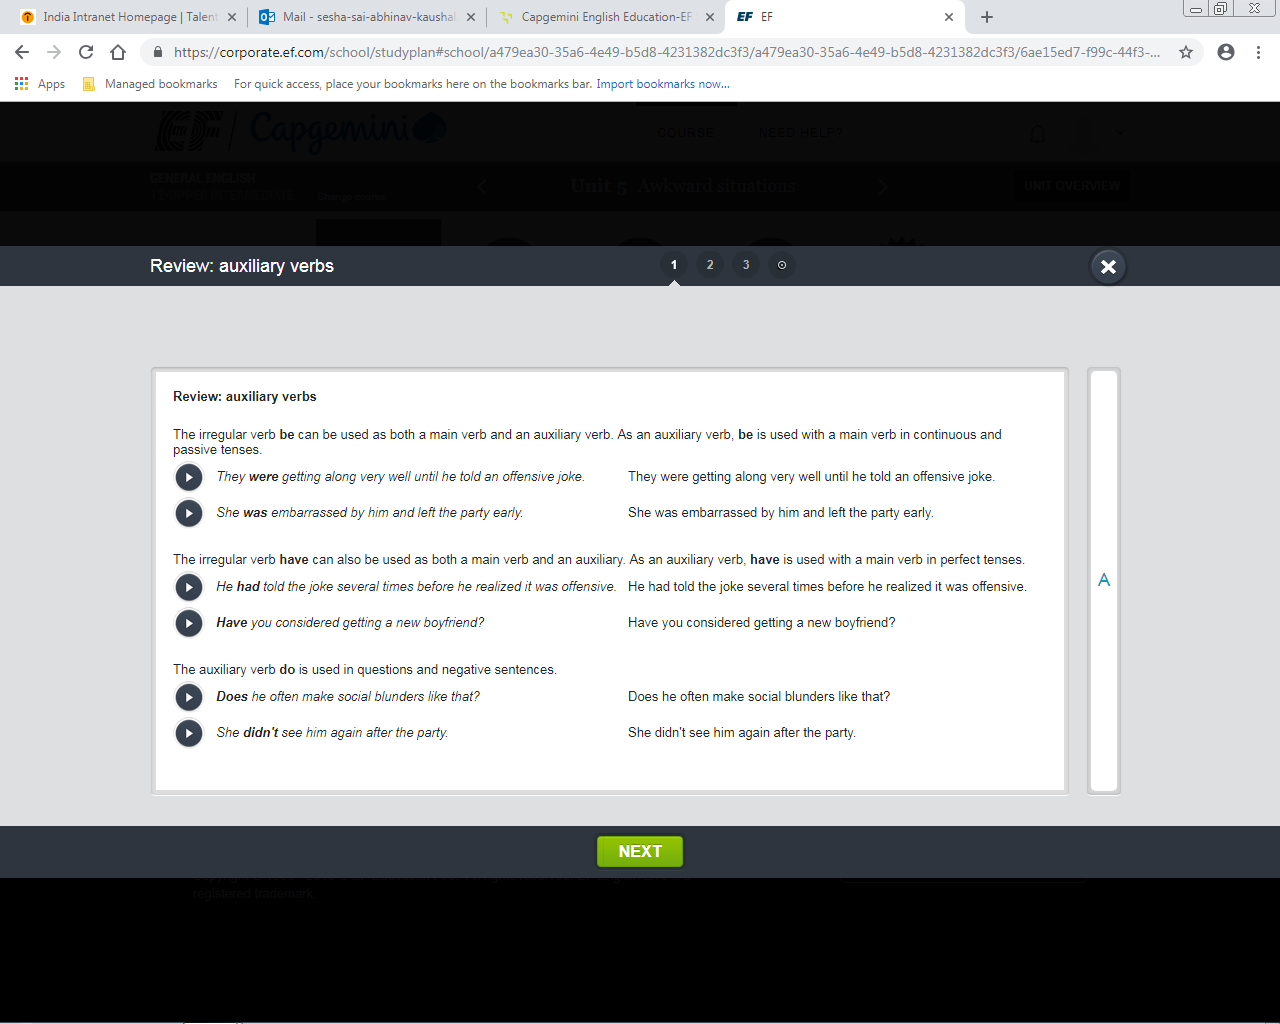 India Intranet Homepage | Talent
Mail - sesha-sai-abhinav-kaushal
Capgemini English Education-EF
EF EF
https://corporate.ef.com/school/studyplan#school/a479ea30-35a6-4e49-b5d8-4231382dc3f3/a479ea30-35a6-4e49-b5d8-4231382dc3f3/6ae15ed7-f99c-44f3-...
Apps Managed bookmarks For quick access, place your bookmarks here on the bookmarks bar. Import bookmarks now...
EF Capgemini COURSE NEED HELP?
GENERAL ENGLISH
Unit 5 Awkward situations UNIT OVERVIEW
Review: auxiliary verbs 1 2 3
Review: auxiliary verbs
The irregular verb be can be used as both a main verb and an auxiliary verb. As an auxiliary verb, be is used with a main verb in continuous and
passive tenses.
They were getting along very well until he told an offensive joke. They were getting along very well until he told an offensive joke.
She was embarrassed by him and left the party early. She was embarrassed by him and left the party early.
The irregular verb have can also be used as both a main verb and an auxiliary. As an auxiliary verb, have is used with a main verb in perfect tenses.
He had told the joke several times before he realized it was offensive. He had told the joke several times before he realized it was offensive.
A
Have you considered getting a new boyfriend? Have you considered getting a new boyfriend?
The auxiliary verb do is used in questions and negative sentences.
Does he often make social blunders like that? Does he often make social blunders like that?
She didn't see him again after the party. She didn't see him again after the party.
NEXT
registered trademark